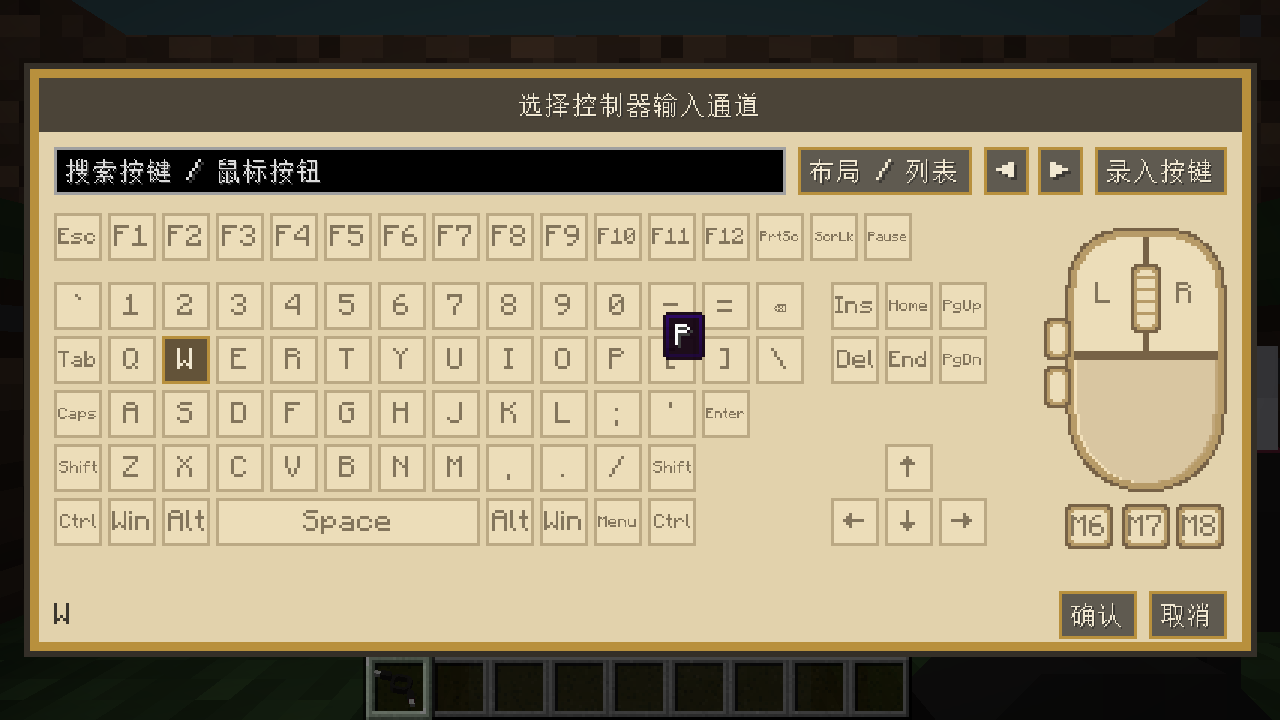 选择控制器输入通道
搜索按键 / 鼠标按钮 布局 / 列表 ◀ ▶ 录入按键
Esc F1 F2 F3 F4 F5 F6 F7 F8 F9 F10 F11 F12 PrtSc ScrLk Pause
` 1 2 3 4 5 6 7 8 9 0 - = ⌫ Ins Home PgUp
P
Tab Q W E R T Y U I O P [ ] \ Del End PgDn
L R
Caps A S D F G H J K L ; ' Enter
Shift Z X C V B N M , . / Shift ↑
Ctrl Win Alt Space Alt Win Menu Ctrl ← ↓ → M6 M7 M8
W 确认 取消